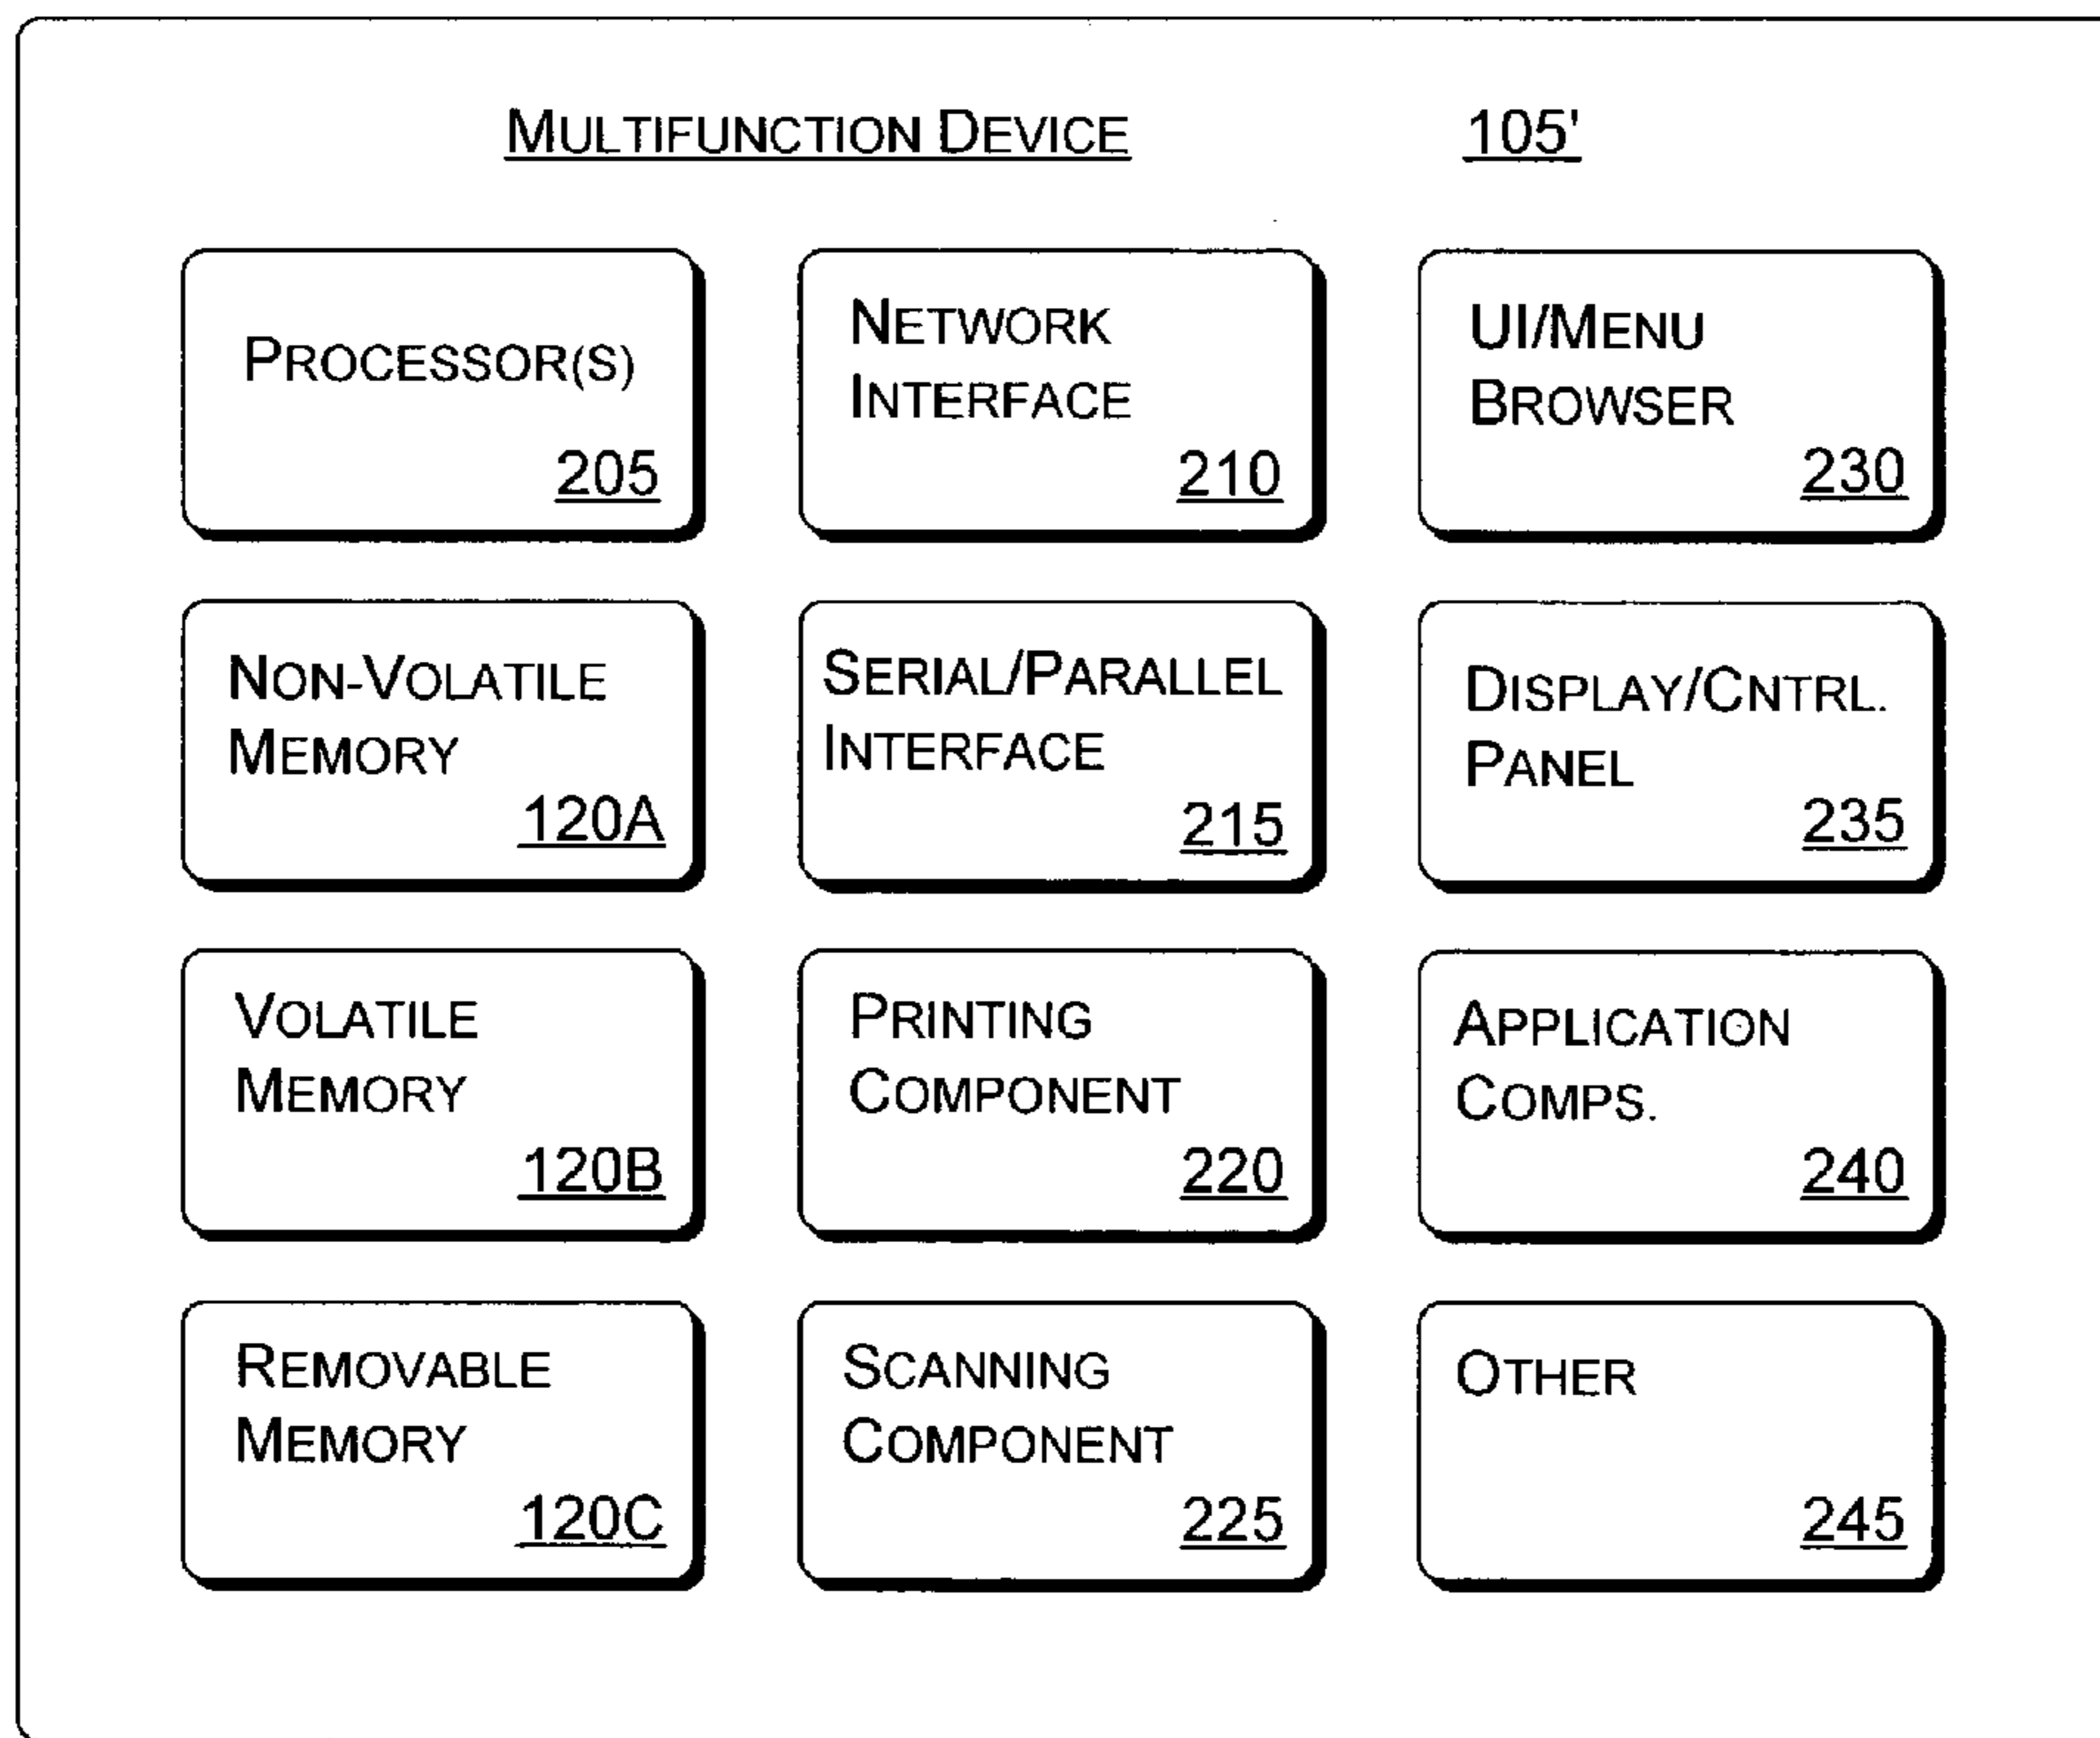 MULTIFUNCTION DEVICE 105'
PROCESSOR(S)
205
NETWORK
INTERFACE
210
UI/MENU
BROWSER
230
NON-VOLATILE
MEMORY
120A
SERIAL/PARALLEL
INTERFACE
215
DISPLAY/CNTRL.
PANEL
235
VOLATILE
MEMORY
120B
PRINTING
COMPONENT
220
APPLICATION
COMPS.
240
REMOVABLE
MEMORY
120C
SCANNING
COMPONENT
225
OTHER
245